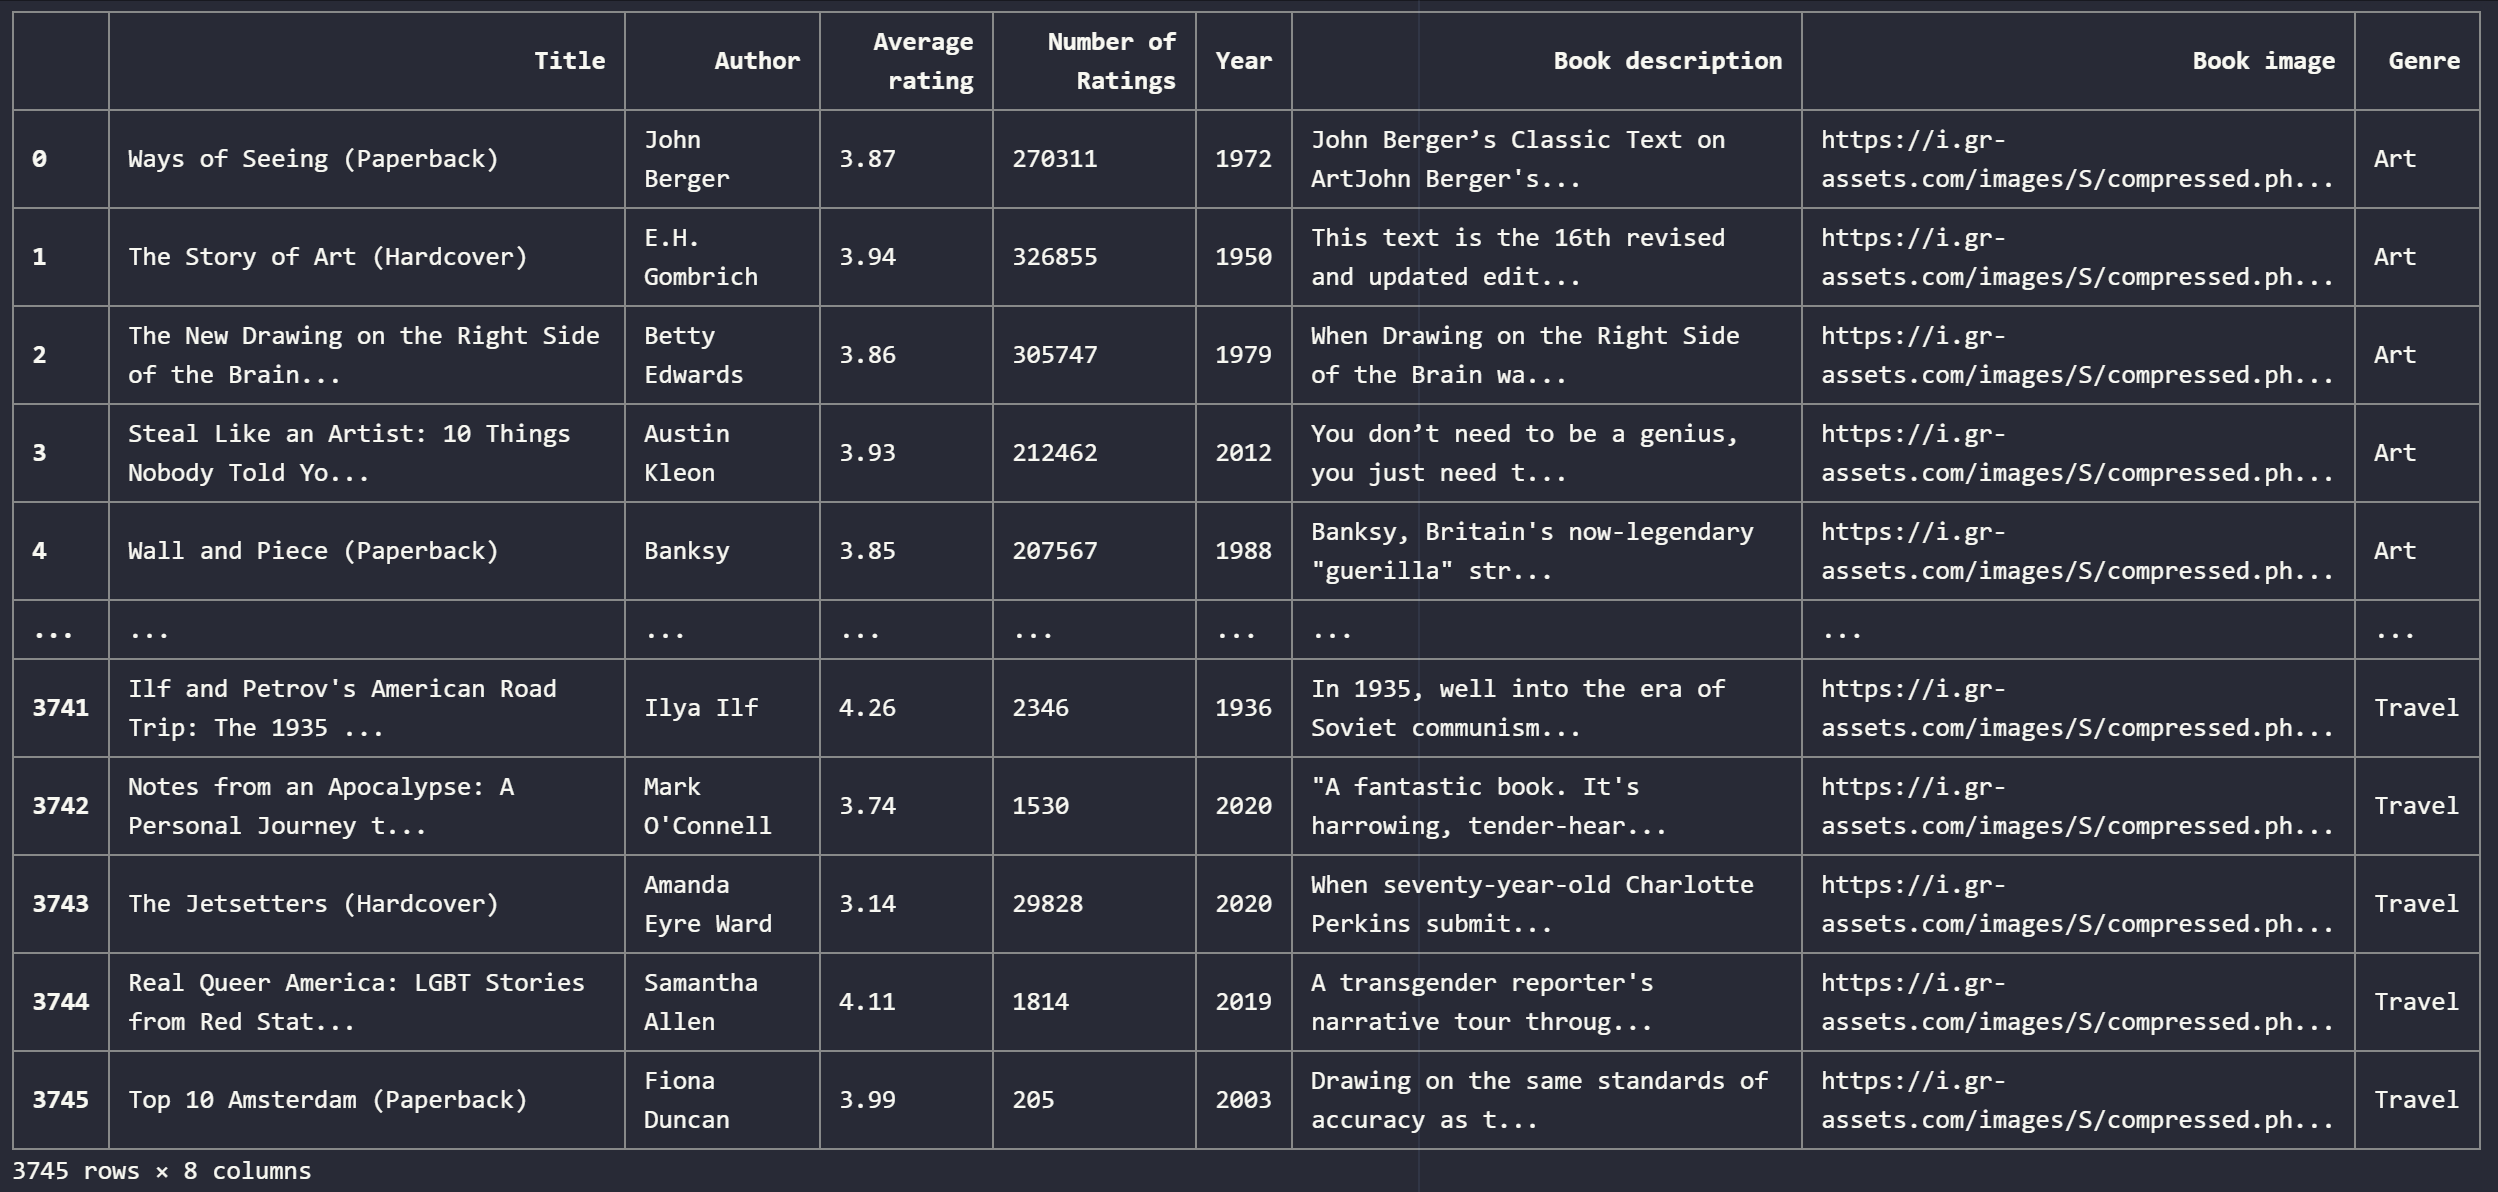 Title Author Average rating Number of Ratings Year Book description Book image Genre
0 Ways of Seeing (Paperback) John Berger 3.87 270311 1972 John Berger’s Classic Text on ArtJohn Berger's... https://i.gr-assets.com/images/S/compressed.ph... Art
1 The Story of Art (Hardcover) E.H. Gombrich 3.94 326855 1950 This text is the 16th revised and updated edit... https://i.gr-assets.com/images/S/compressed.ph... Art
2 The New Drawing on the Right Side of the Brain... Betty Edwards 3.86 305747 1979 When Drawing on the Right Side of the Brain wa... https://i.gr-assets.com/images/S/compressed.ph... Art
3 Steal Like an Artist: 10 Things Nobody Told Yo... Austin Kleon 3.93 212462 2012 You don’t need to be a genius, you just need t... https://i.gr-assets.com/images/S/compressed.ph... Art
4 Wall and Piece (Paperback) Banksy 3.85 207567 1988 Banksy, Britain's now-legendary "guerilla" str... https://i.gr-assets.com/images/S/compressed.ph... Art
... ... ... ... ... ... ... ... ...
3741 Ilf and Petrov's American Road Trip: The 1935 ... Ilya Ilf 4.26 2346 1936 In 1935, well into the era of Soviet communism... https://i.gr-assets.com/images/S/compressed.ph... Travel
3742 Notes from an Apocalypse: A Personal Journey t... Mark O'Connell 3.74 1530 2020 "A fantastic book. It's harrowing, tender-hear... https://i.gr-assets.com/images/S/compressed.ph... Travel
3743 The Jetsetters (Hardcover) Amanda Eyre Ward 3.14 29828 2020 When seventy-year-old Charlotte Perkins submit... https://i.gr-assets.com/images/S/compressed.ph... Travel
3744 Real Queer America: LGBT Stories from Red Stat... Samantha Allen 4.11 1814 2019 A transgender reporter's narrative tour throug... https://i.gr-assets.com/images/S/compressed.ph... Travel
3745 Top 10 Amsterdam (Paperback) Fiona Duncan 3.99 205 2003 Drawing on the same standards of accuracy as t... https://i.gr-assets.com/images/S/compressed.ph... Travel
3745 rows × 8 columns